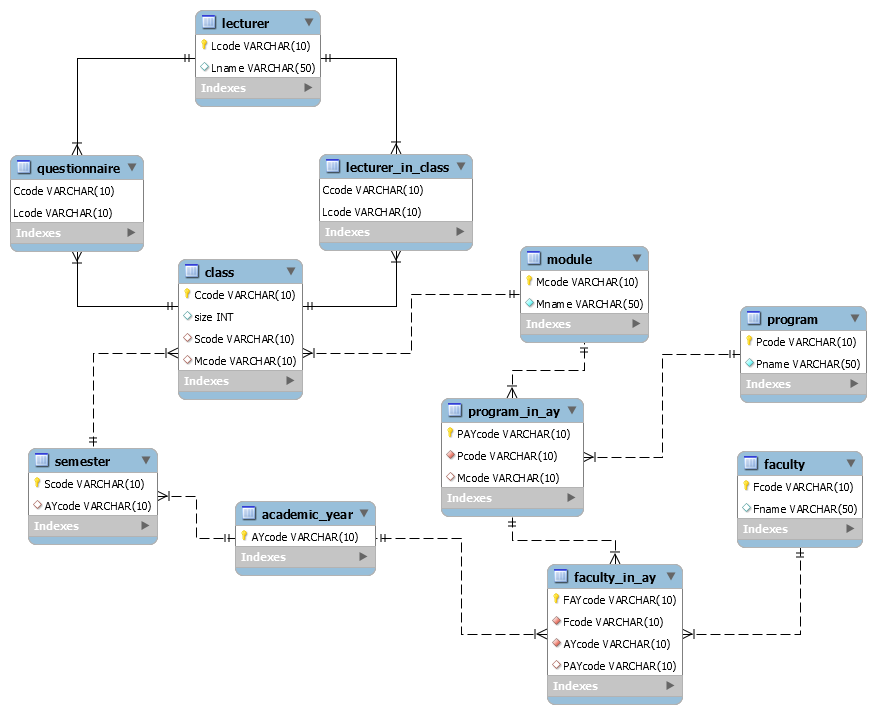 lecturer
Lcode VARCHAR(10)
Lname VARCHAR(50)
Indexes
questionnaire
Ccode VARCHAR(10)
Lcode VARCHAR(10)
Indexes
lecturer_in_class
Ccode VARCHAR(10)
Lcode VARCHAR(10)
Indexes
class
Ccode VARCHAR(10)
size INT
Scode VARCHAR(10)
Mcode VARCHAR(10)
Indexes
module
Mcode VARCHAR(10)
Mname VARCHAR(50)
Indexes
program
Pcode VARCHAR(10)
Pname VARCHAR(50)
Indexes
program_in_ay
PAYcode VARCHAR(10)
Pcode VARCHAR(10)
Mcode VARCHAR(10)
Indexes
semester
Scode VARCHAR(10)
AYcode VARCHAR(10)
Indexes
academic_year
AYcode VARCHAR(10)
Indexes
faculty
Fcode VARCHAR(10)
Fname VARCHAR(50)
Indexes
faculty_in_ay
FAYcode VARCHAR(10)
Fcode VARCHAR(10)
AYcode VARCHAR(10)
PAYcode VARCHAR(10)
Indexes